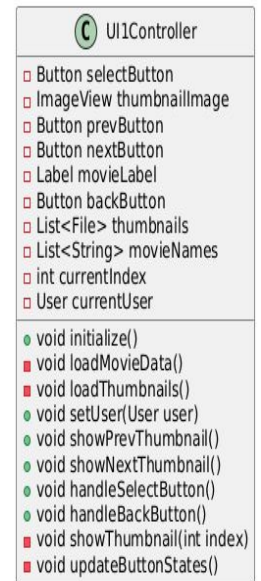 C UI1Controller
Button selectButton
ImageView thumbnailImage
Button prevButton
Button nextButton
Label movieLabel
Button backButton
List<File> thumbnails
List<String> movieNames
int currentIndex
User currentUser
void initialize()
void loadMovieData()
void loadThumbnails()
void setUser(User user)
void showPrevThumbnail()
void showNextThumbnail()
void handleSelectButton()
void handleBackButton()
void showThumbnail(int index)
void updateButtonStates()